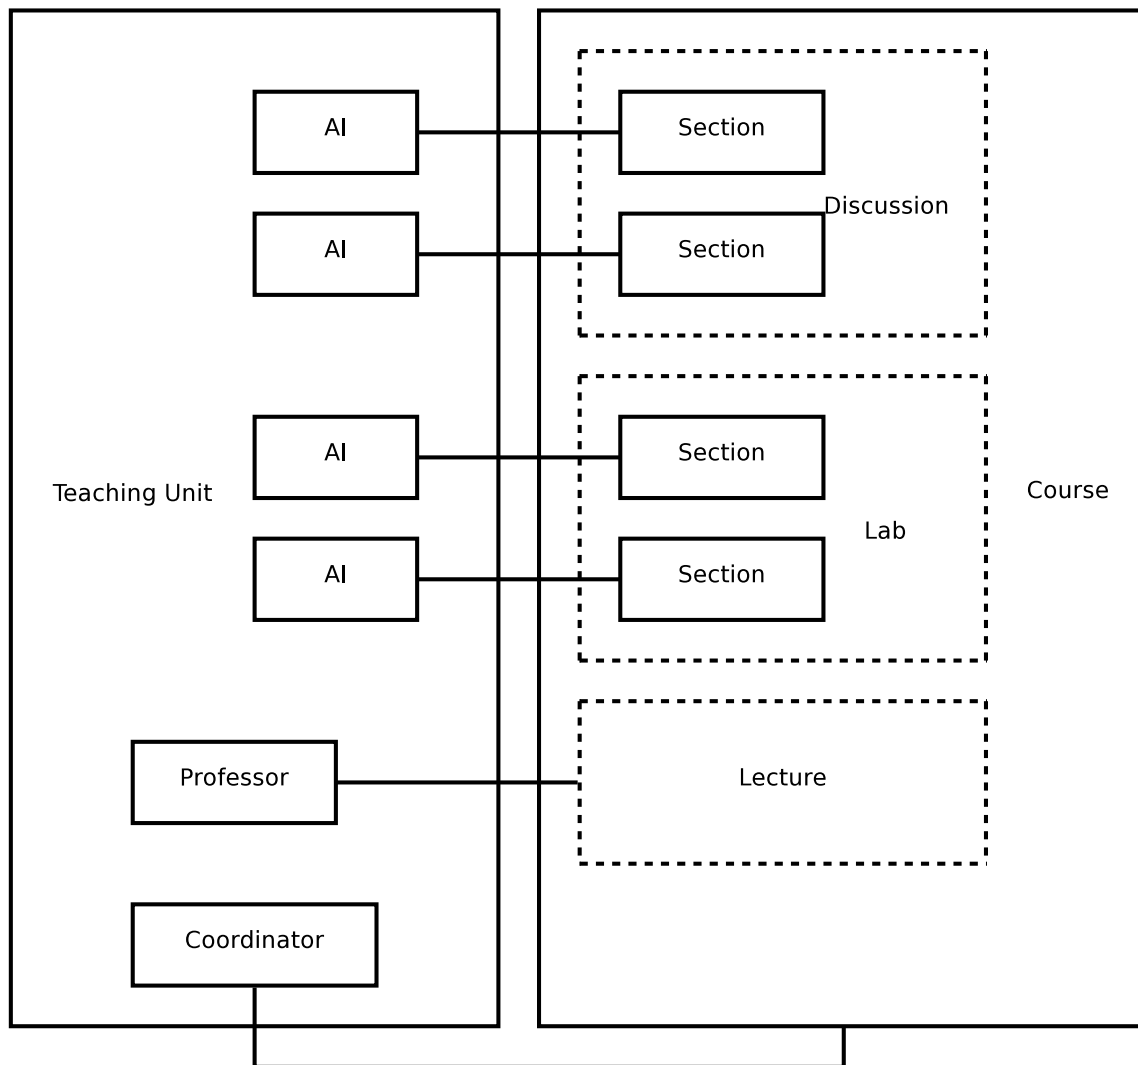 AI
Section
Discussion
AI
Section
AI
Section
Teaching Unit
Course
Lab
AI
Section
Professor
Lecture
Coordinator